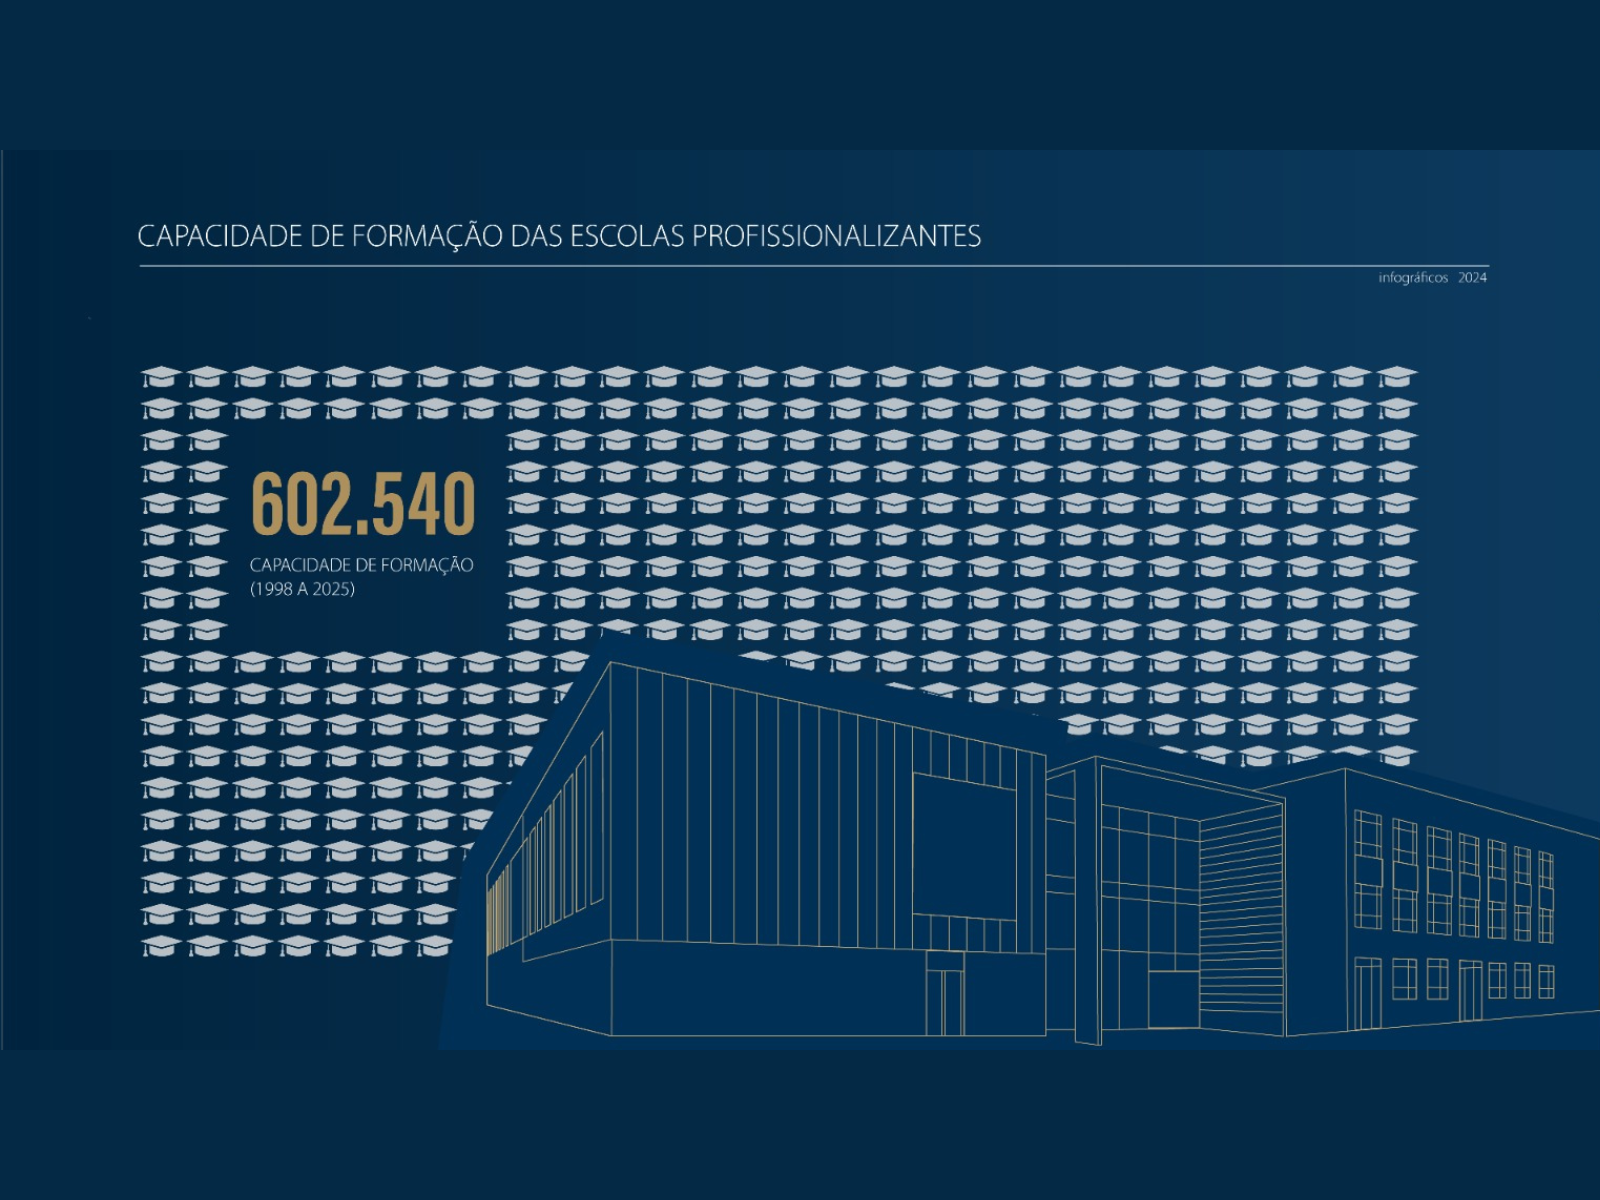 CAPACIDADE DE FORMAÇÃO DAS ESCOLAS PROFISSIONALIZANTES
infográficos 2024
602.540
CAPACIDADE DE FORMAÇÃO
(1998 A 2025)